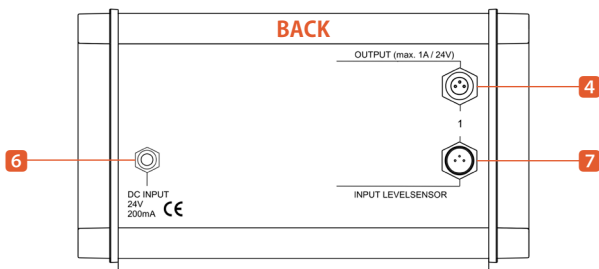 BACK
OUTPUT (max. 1A / 24V)
4
1
6
7
DC INPUT
24V
200mA CE
INPUT LEVELSENSOR